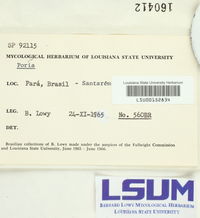 160412
SP 92115
MYCOLOGICAL HERBARIUM OF LOUISIANA STATE UNIVERSITY
Poria
LOC. Pará, Brasil - Santarém
Louisiana State University Herbarium
LSU00152839
LEG. B. Lowy 24-XI-1965 No. 560BR
DET.
Brazilian collections of B. Lowy made under the auspices of the Fulbright Commission
and Louisiana State University, June 1965 - June 1966.
LSUM
BERNARD LOWY MYCOLOGICAL HERBARIUM
LOUISIANA STATE UNIVERSITY